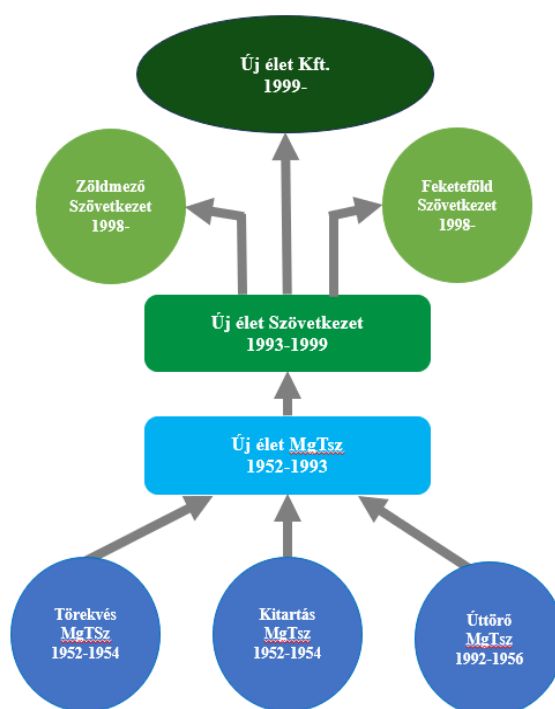 Új élet Kft.
1999-
Zöldmező
Szövetkezet
1998-
Feketeföld
Szövetkezet
1998-
Új élet Szövetkezet
1993-1999
Új élet MgTsz
1952-1993
Törekvés
MgTSz
1952-1954
Kitartás
MgTsz
1952-1954
Úttörő
MgTsz
1992-1956